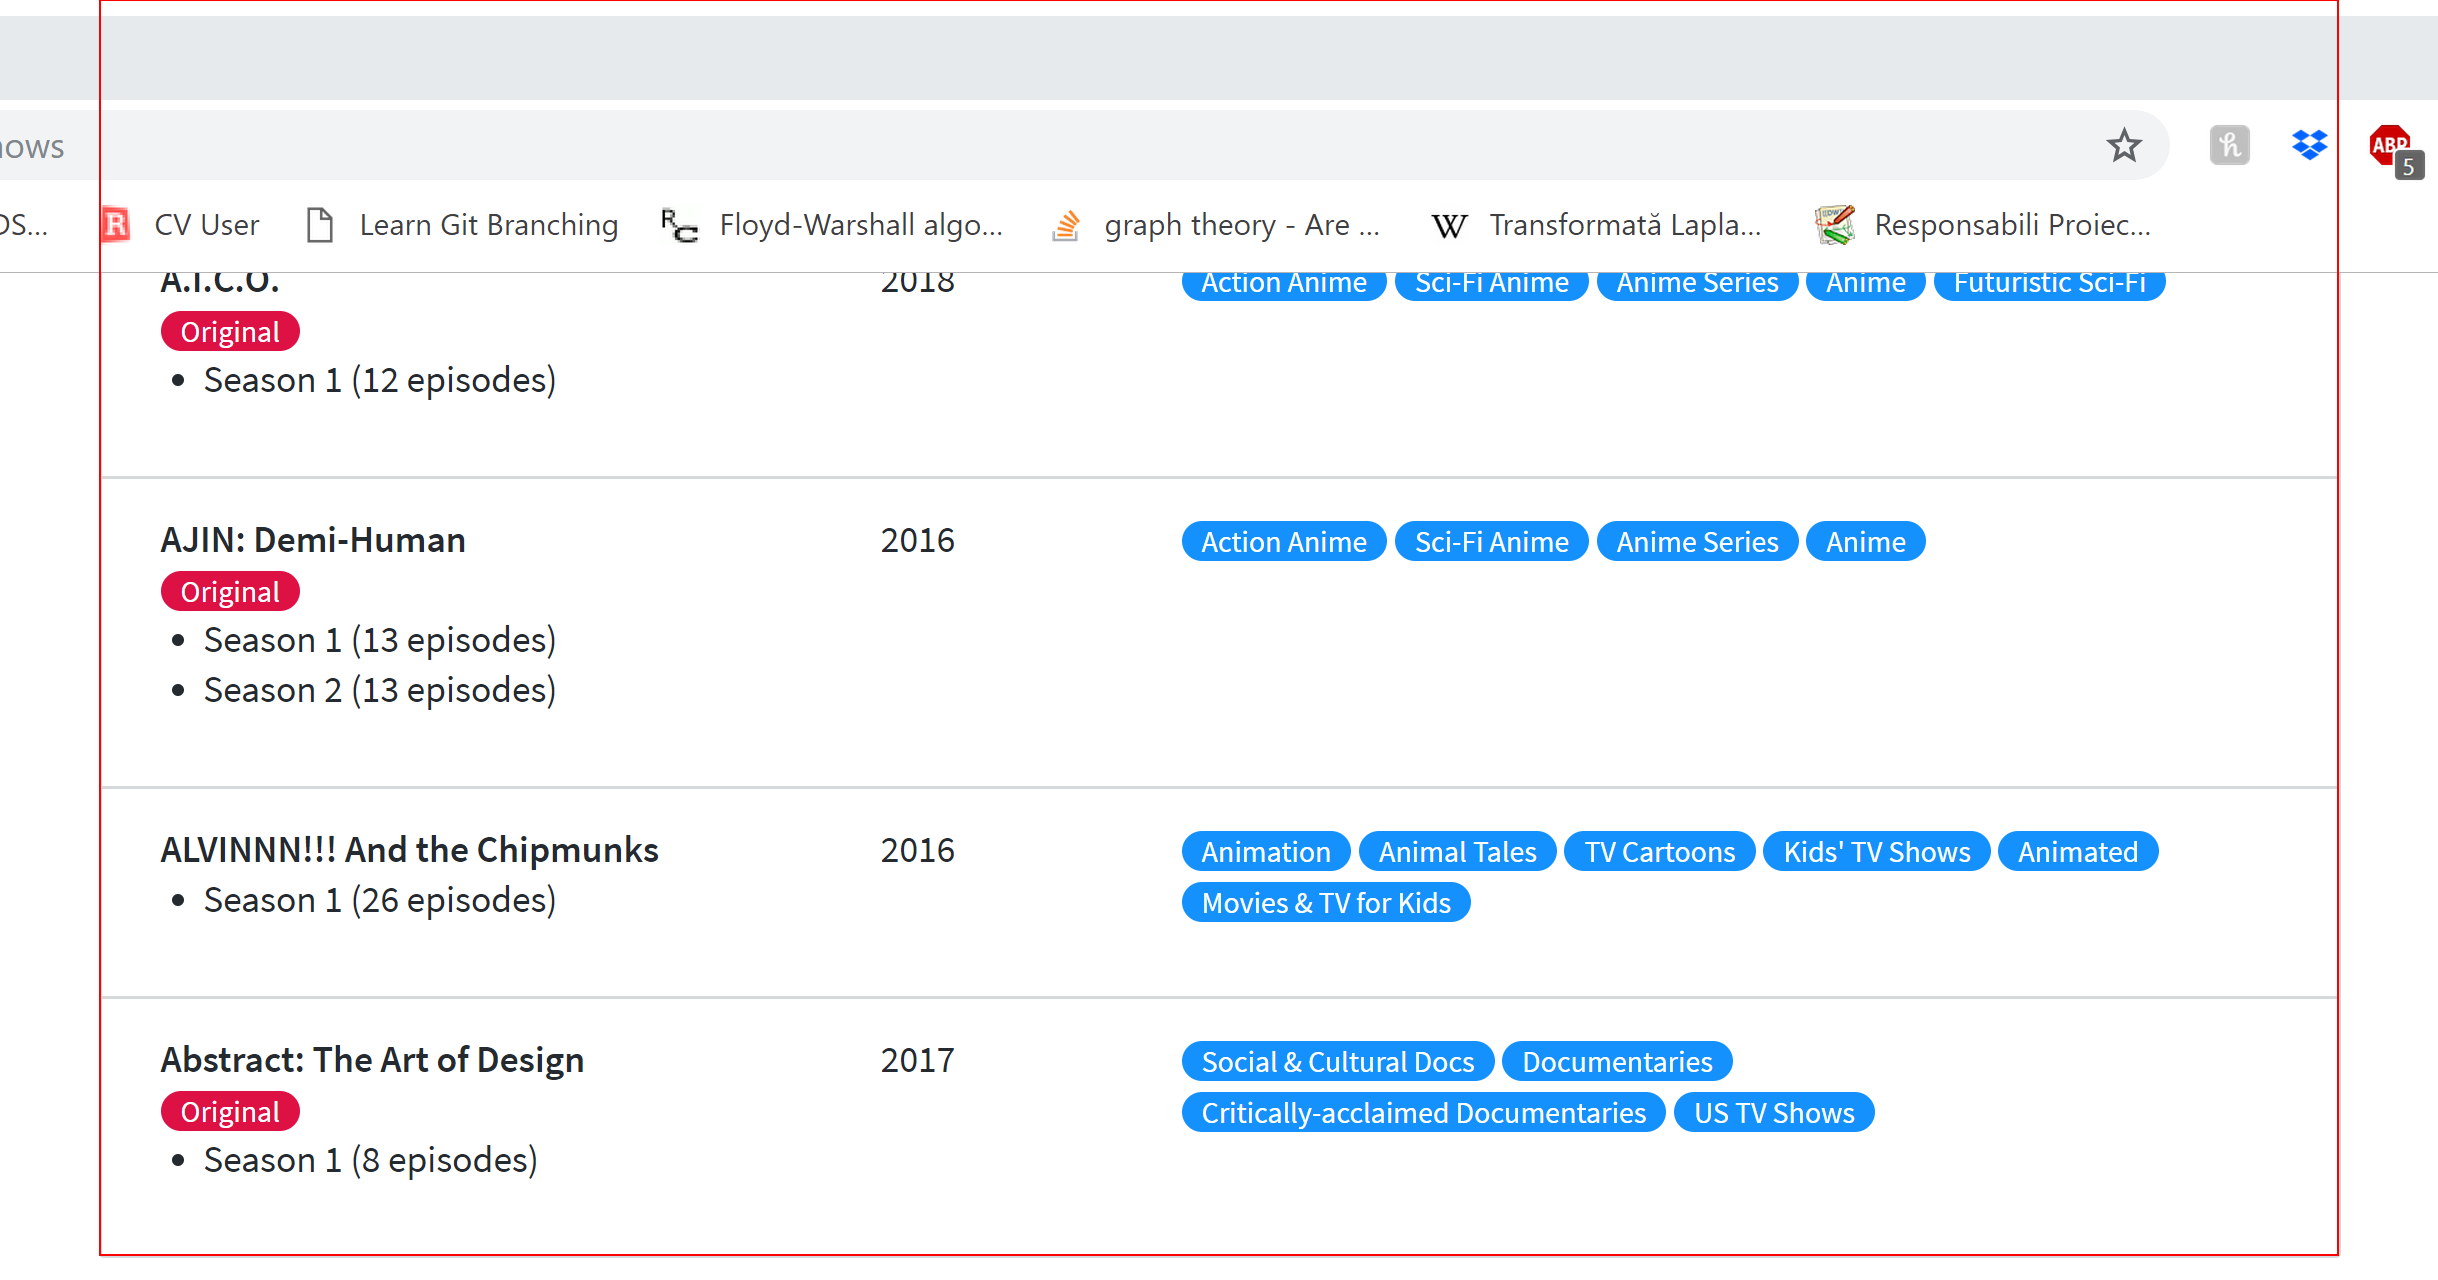 ows
ABP
5
DS...
R CV User Learn Git Branching RC Floyd-Warshall algo... graph theory - Are ... W Transformată Lapla... Responsabili Proiec...
A.I.C.O. 2018 Action Anime Sci-Fi Anime Anime Series Anime Futuristic Sci-Fi
Original
• Season 1 (12 episodes)
AJIN: Demi-Human 2016 Action Anime Sci-Fi Anime Anime Series Anime
Original
• Season 1 (13 episodes)
• Season 2 (13 episodes)
ALVINNN!!! And the Chipmunks 2016 Animation Animal Tales TV Cartoons Kids' TV Shows Animated
• Season 1 (26 episodes) Movies & TV for Kids
Abstract: The Art of Design 2017 Social & Cultural Docs Documentaries
Original Critically-acclaimed Documentaries US TV Shows
• Season 1 (8 episodes)